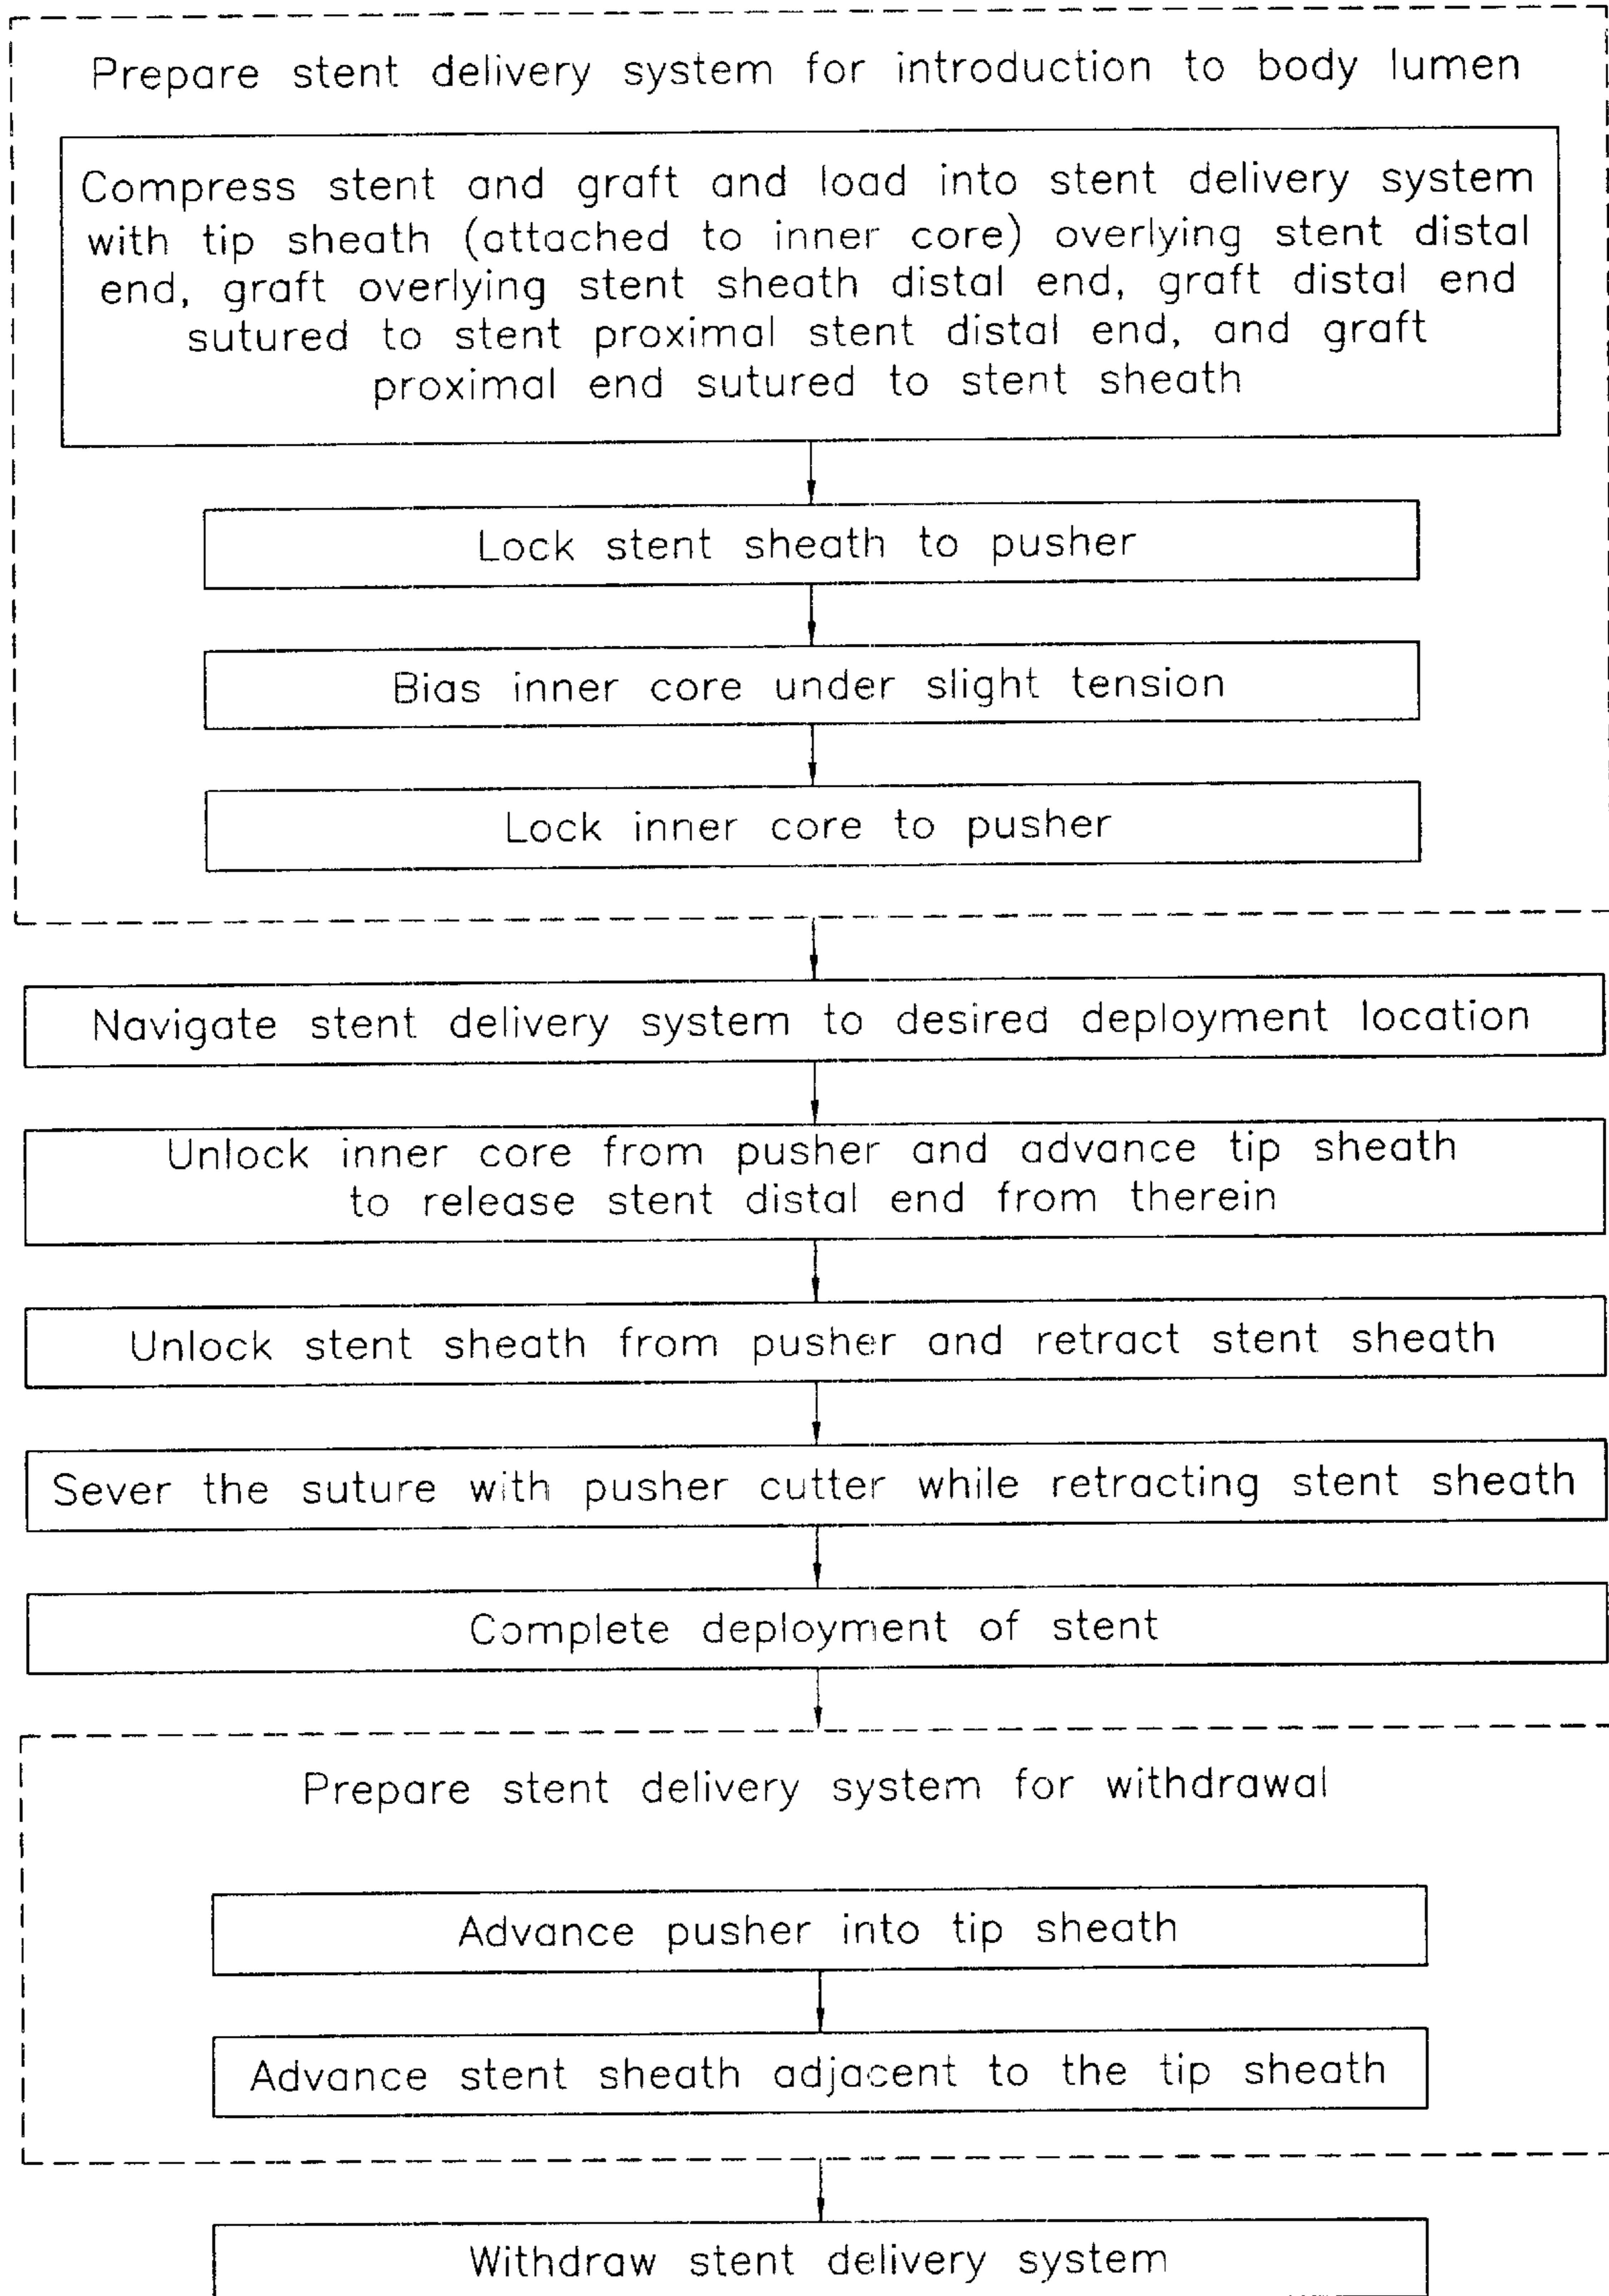 Prepare stent delivery system for introduction to body lumen
Compress stent and graft and load into stent delivery system
with tip sheath (attached to inner core) overlying stent distal
end, graft overlying stent sheath distal end, graft distal end
sutured to stent proximal stent distal end, and graft
proximal end sutured to stent sheath
Lock stent sheath to pusher
Bias inner core under slight tension
Lock inner core to pusher
Navigate stent delivery system to desired deployment location
Unlock inner core from pusher and advance tip sheath
to release stent distal end from therein
Unlock stent sheath from pusher and retract stent sheath
Sever the suture with pusher cutter while retracting stent sheath
Complete deployment of stent
Prepare stent delivery system for withdrawal
Advance pusher into tip sheath
Advance stent sheath adjacent to the tip sheath
Withdraw stent delivery system